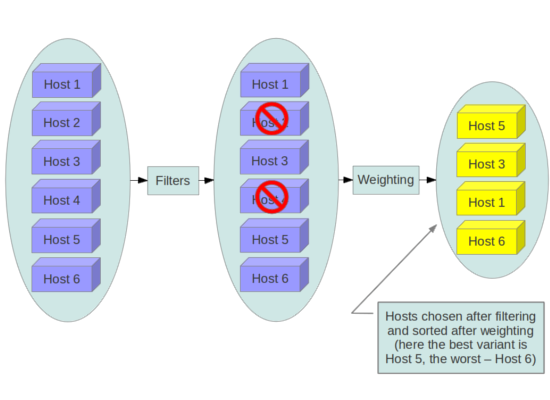 Host 1
Host 2
Host 3
Host 4
Host 5
Host 6
Filters
Host 1
Host
Host 3
Host
Host 5
Host 6
Weighting
Host 5
Host 3
Host 1
Host 6
Hosts chosen after filtering
and sorted after weighting
(here the best variant is
Host 5, the worst – Host 6)